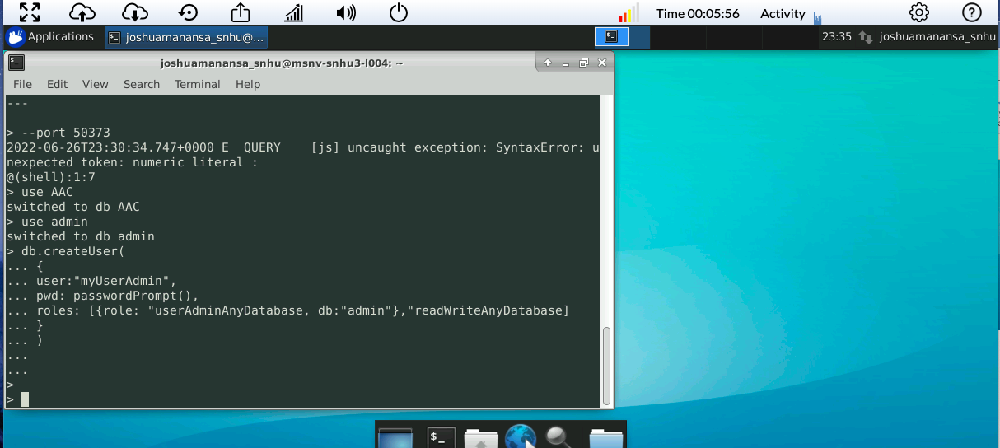 Time 00:05:56 Activity
Applications joshuamanansa_snhu@... 23:35 joshuamanansa_snhu
joshuamanansa_snhu@msnv-snhu3-l004: ~
File Edit View Search Terminal Help
---
> --port 50373
2022-06-26T23:30:34.747+0000 E  QUERY    [js] uncaught exception: SyntaxError: u
nexpected token: numeric literal :
@(shell):1:7
> use AAC
switched to db AAC
> use admin
switched to db admin
> db.createUser(
... {
... user:"myUserAdmin",
... pwd: passwordPrompt(),
... roles: [{role: "userAdminAnyDatabase, db:"admin"},"readWriteAnyDatabase]
... }
... )
...
...
>
>